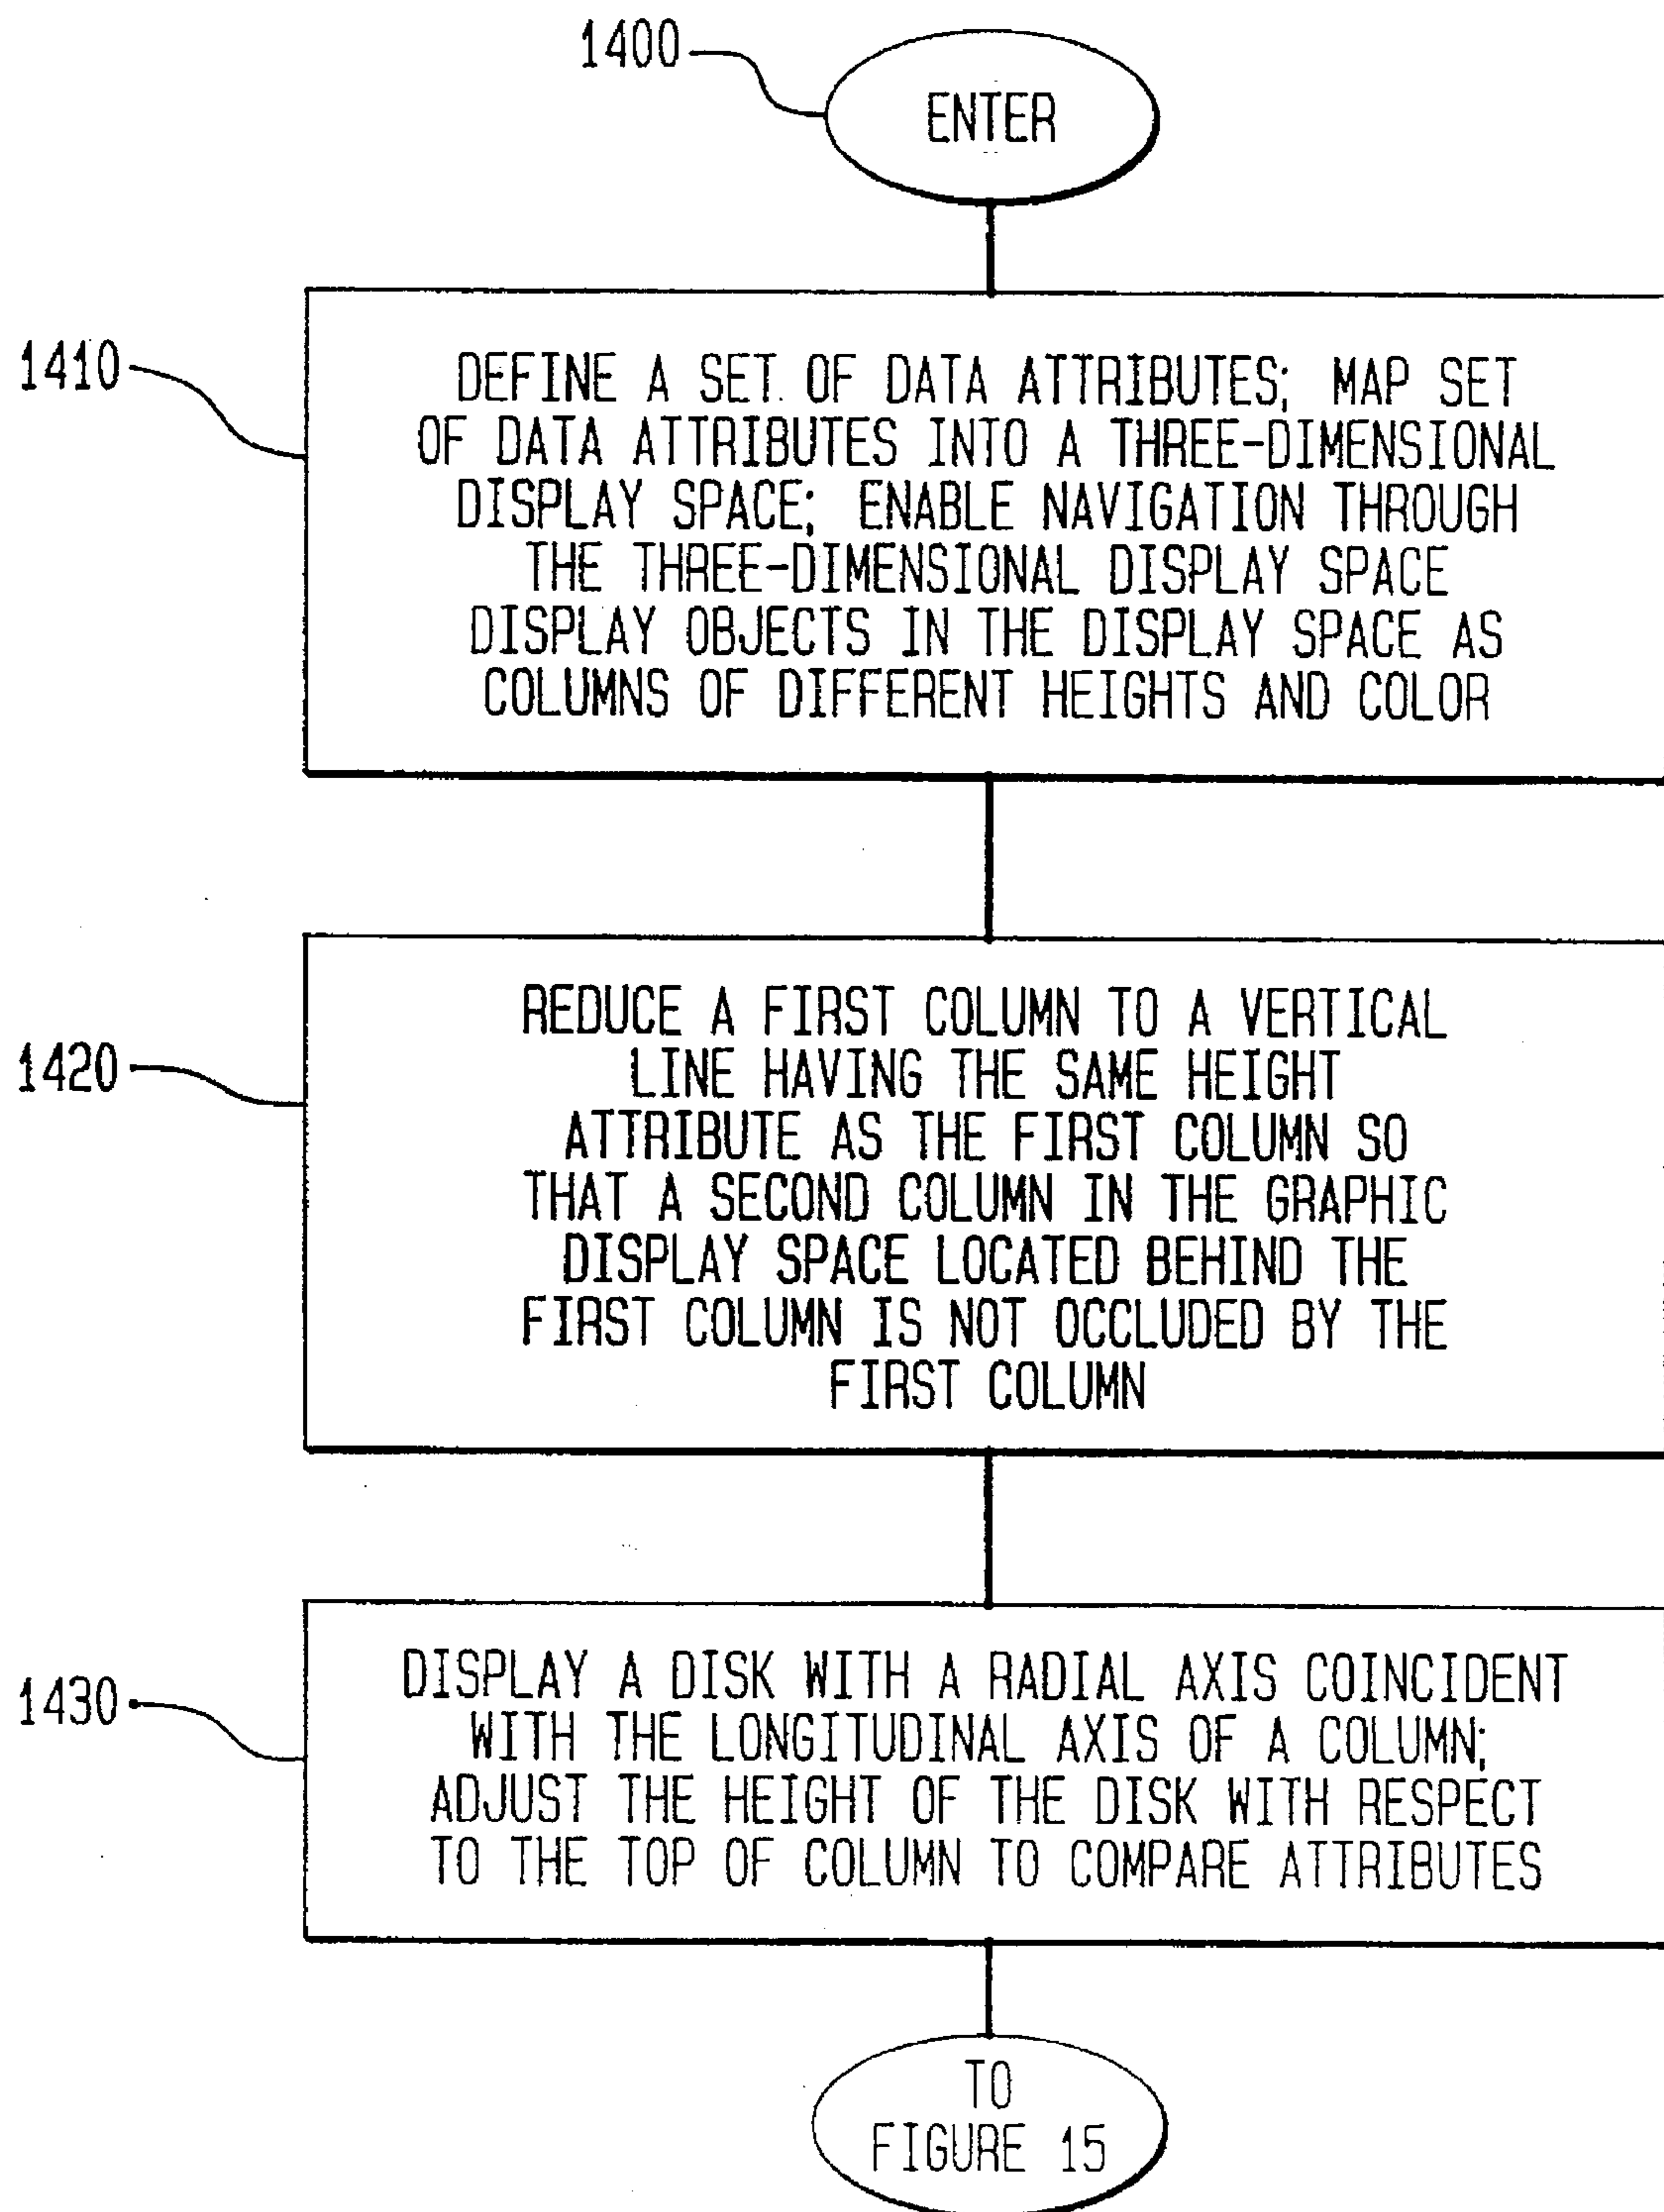 1400
ENTER
1410
DEFINE A SET OF DATA ATTRIBUTES; MAP SET
OF DATA ATTRIBUTES INTO A THREE-DIMENSIONAL
DISPLAY SPACE; ENABLE NAVIGATION THROUGH
THE THREE-DIMENSIONAL DISPLAY SPACE
DISPLAY OBJECTS IN THE DISPLAY SPACE AS
COLUMNS OF DIFFERENT HEIGHTS AND COLOR
1420
REDUCE A FIRST COLUMN TO A VERTICAL
LINE HAVING THE SAME HEIGHT
ATTRIBUTE AS THE FIRST COLUMN SO
THAT A SECOND COLUMN IN THE GRAPHIC
DISPLAY SPACE LOCATED BEHIND THE
FIRST COLUMN IS NOT OCCLUDED BY THE
FIRST COLUMN
1430
DISPLAY A DISK WITH A RADIAL AXIS COINCIDENT
WITH THE LONGITUDINAL AXIS OF A COLUMN;
ADJUST THE HEIGHT OF THE DISK WITH RESPECT
TO THE TOP OF COLUMN TO COMPARE ATTRIBUTES
TO
FIGURE 15